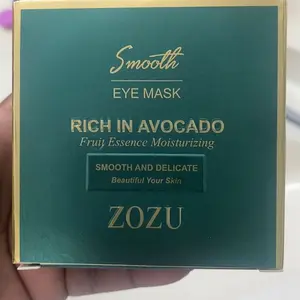 Smooth
EYE MASK
RICH IN AVOCADO
Fruit Essence Moisturizing
SMOOTH AND DELICATE
Beautiful Your Skin
ZOZU